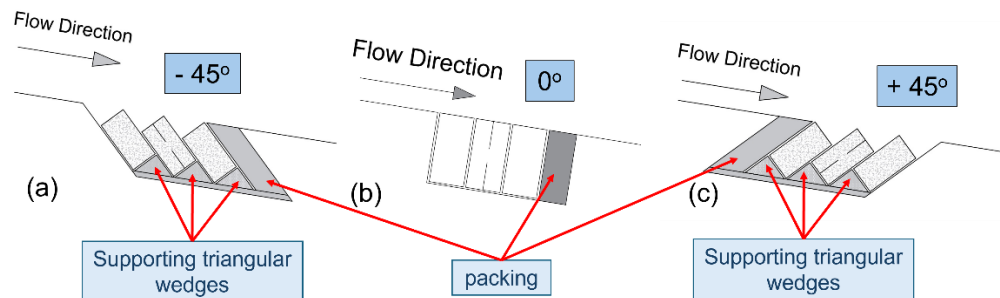 Flow Direction
- 45°
(a)
Supporting triangular
wedges
Flow Direction
0°
(b)
packing
Flow Direction
+ 45°
(c)
Supporting triangular
wedges